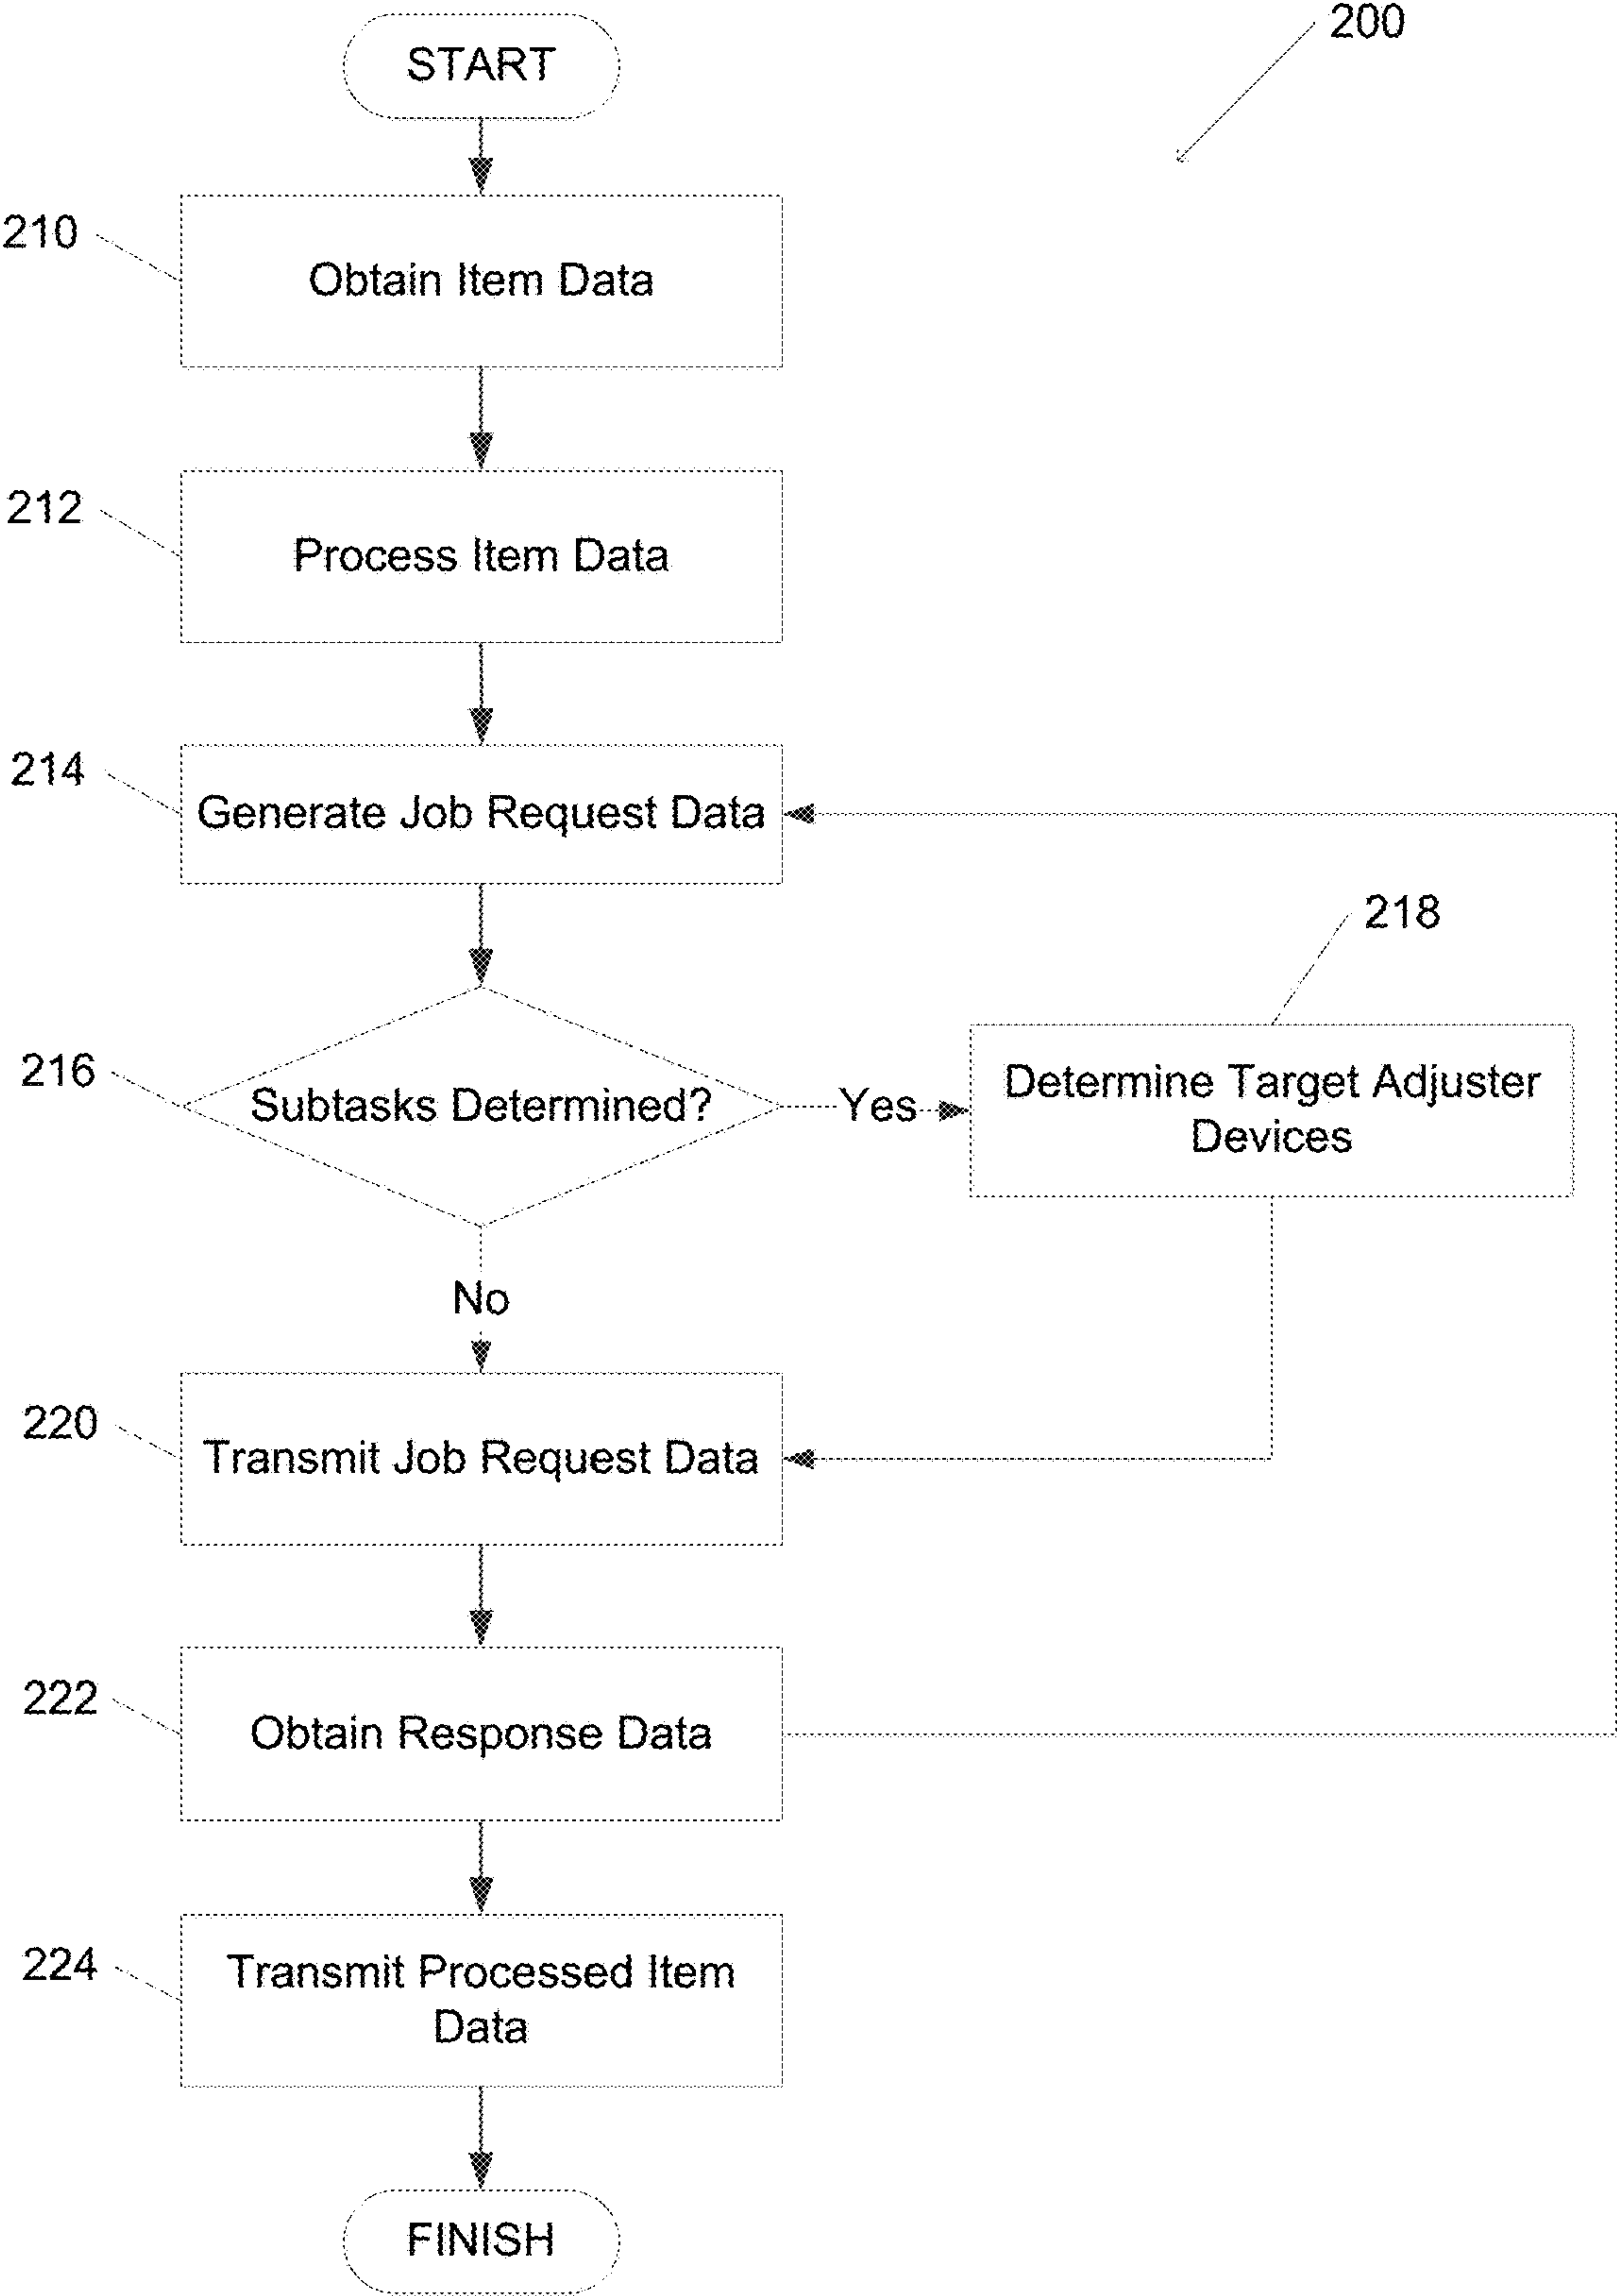 200
START
210
Obtain Item Data
212
Process Item Data
214
Generate Job Request Data
218
216
Subtasks Determined?
Yes
Determine Target Adjuster
Devices
No
220
Transmit Job Request Data
222
Obtain Response Data
224
Transmit Processed Item
Data
FINISH